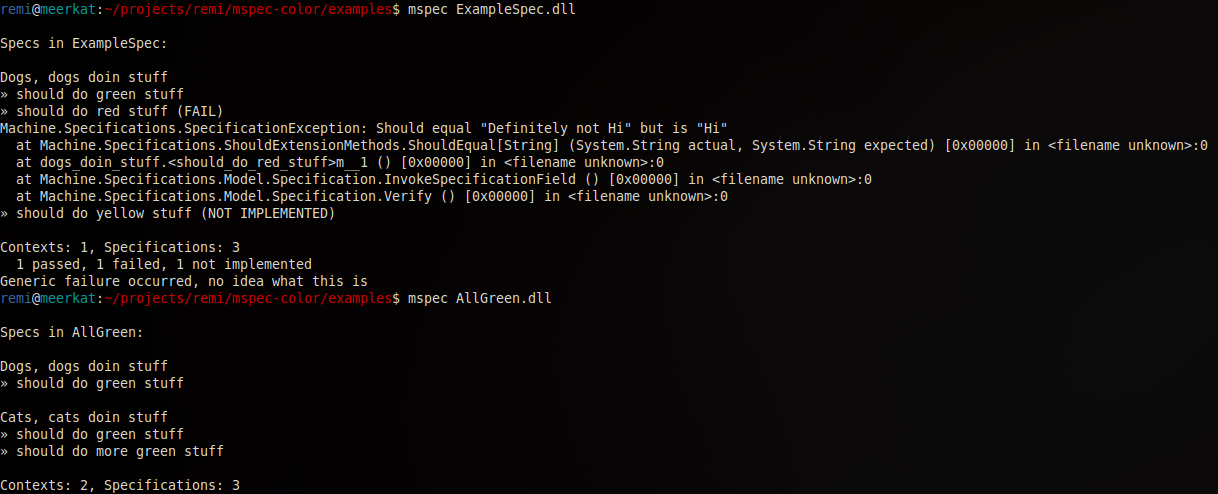 remi@meerkat:~/projects/remi/mspec-color/examples$ mspec ExampleSpec.dll
Specs in ExampleSpec:
Dogs, dogs doin stuff
» should do green stuff
» should do red stuff (FAIL)
Machine.Specifications.SpecificationException: Should equal "Definitely not Hi" but is "Hi"
  at Machine.Specifications.ShouldExtensionMethods.ShouldEqual[String] (System.String actual, System.String expected) [0x00000] in <filename unknown>:0
  at dogs_doin_stuff.<should_do_red_stuff>m__1 () [0x00000] in <filename unknown>:0
  at Machine.Specifications.Model.Specification.InvokeSpecificationField () [0x00000] in <filename unknown>:0
  at Machine.Specifications.Model.Specification.Verify () [0x00000] in <filename unknown>:0
» should do yellow stuff (NOT IMPLEMENTED)
Contexts: 1, Specifications: 3
  1 passed, 1 failed, 1 not implemented
Generic failure occurred, no idea what this is
remi@meerkat:~/projects/remi/mspec-color/examples$ mspec AllGreen.dll
Specs in AllGreen:
Dogs, dogs doin stuff
» should do green stuff
Cats, cats doin stuff
» should do green stuff
» should do more green stuff
Contexts: 2, Specifications: 3